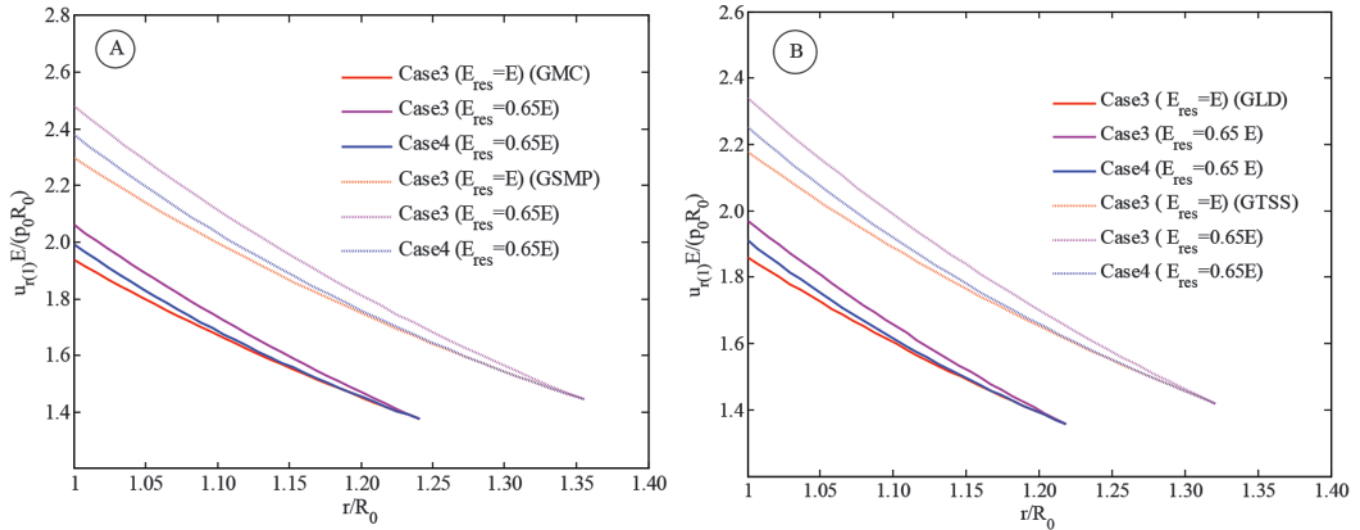 A
2.8
2.6
2.4
2.2
2.0
1.8
1.6
1.4
u_r(1)E/(p_0R_0)
Case3 (E_res=E) (GMC)
Case3 (E_res=0.65E)
Case4 (E_res=0.65E)
Case3 (E_res=E) (GSMP)
Case3 (E_res=0.65E)
Case4 (E_res=0.65E)
1 1.05 1.10 1.15 1.20 1.25 1.30 1.35 1.40
r/R_0
B
2.6
2.4
2.2
2.0
1.8
1.6
1.4
u_r(1)E/(p_0R_0)
Case3 ( E_res=E) (GLD)
Case3 (E_res=0.65 E)
Case4 (E_res=0.65 E)
Case3 ( E_res=E) (GTSS)
Case3 ( E_res=0.65E)
Case4 ( E_res=0.65E)
1 1.05 1.10 1.15 1.20 1.25 1.30 1.35 1.40
r/R_0